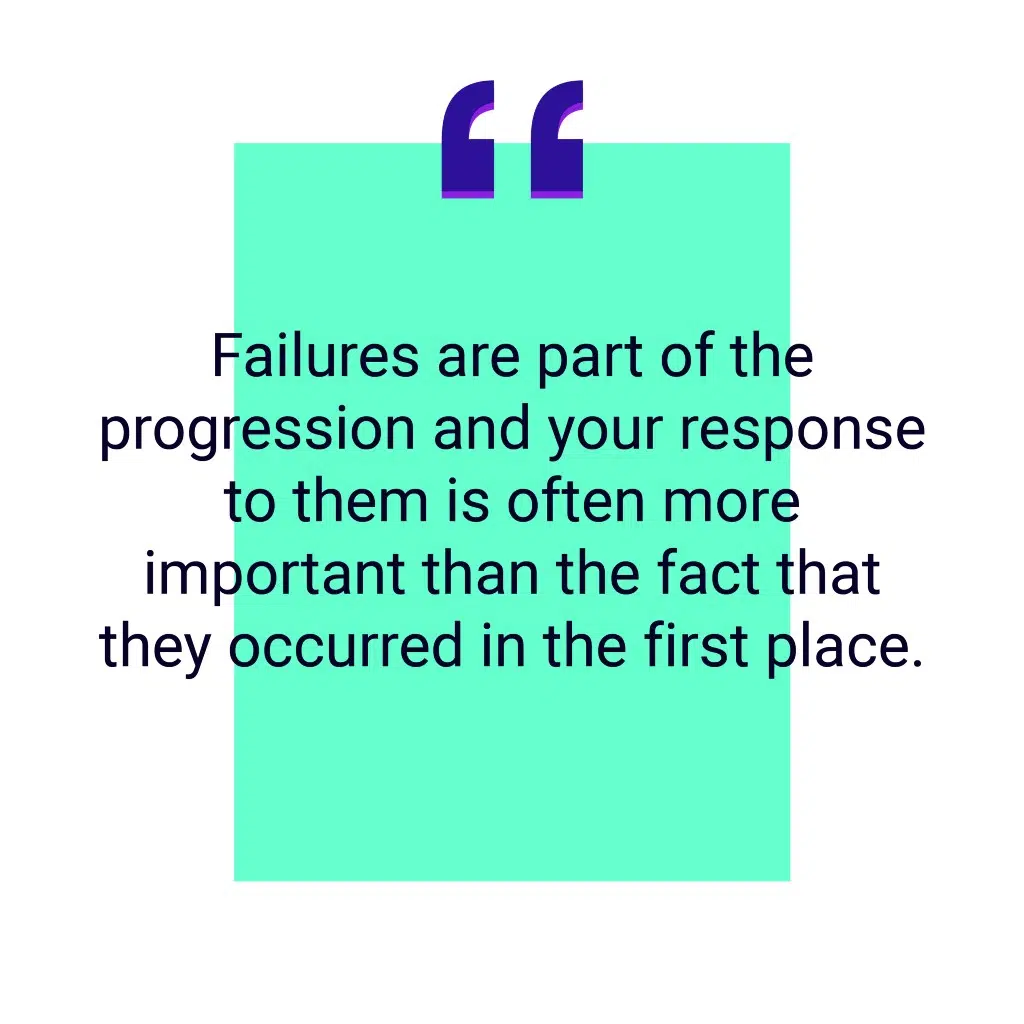 “
Failures are part of the
progression and your response
to them is often more
important than the fact that
they occurred in the first place.